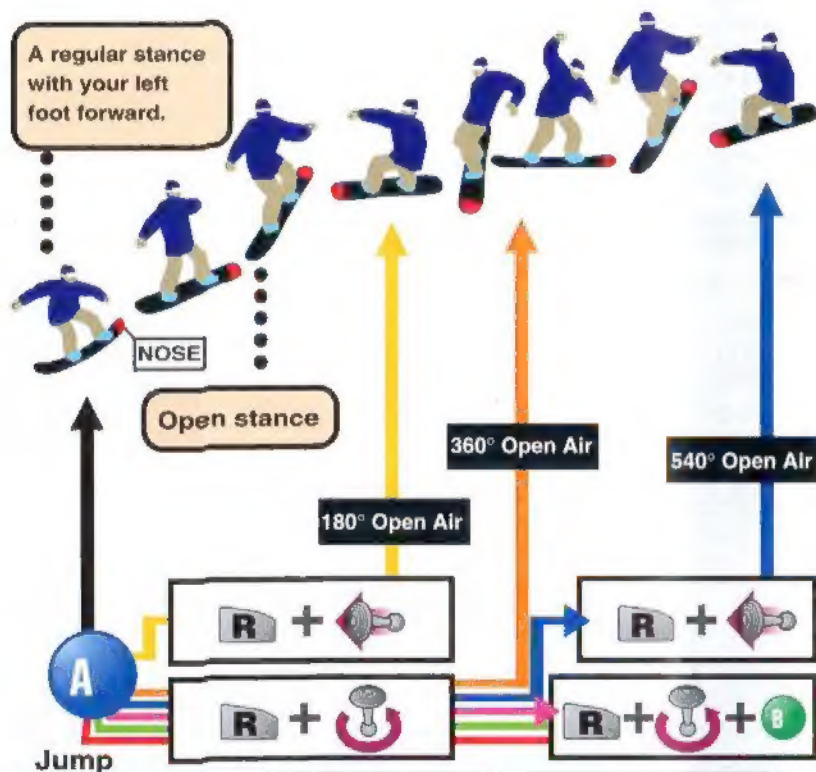 A regular stance
with your left
foot forward.
NOSE
Open stance
360° Open Air
540° Open Air
180° Open Air
R +
R +
A
R +
R + + B
Jump